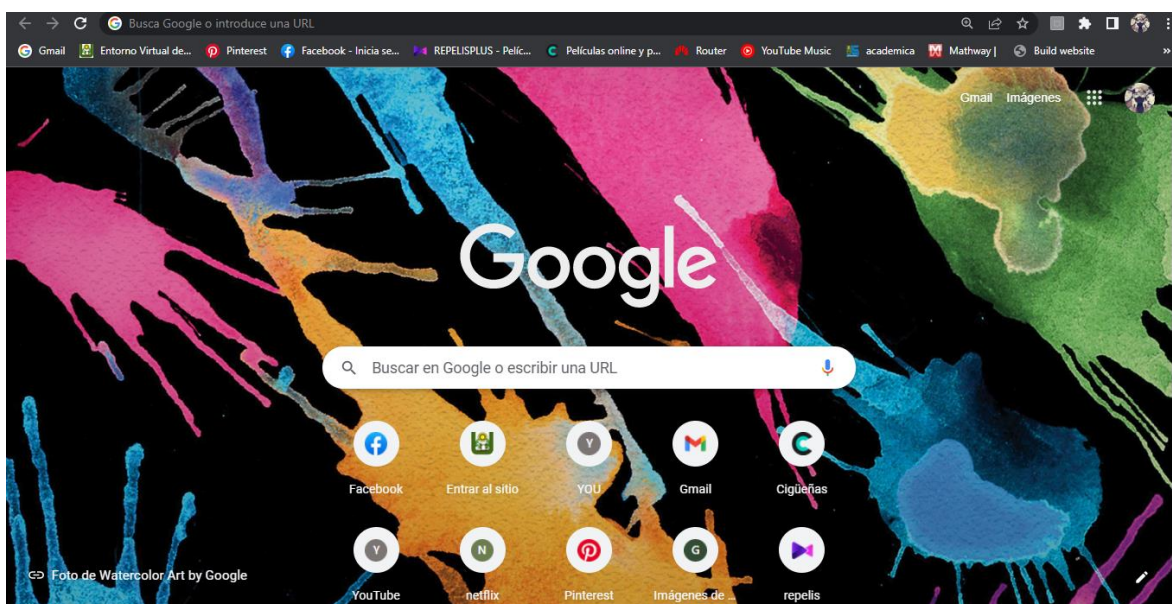 Busca Google o introduce una URL
Gmail Entorno Virtual de... Pinterest Facebook - Inicia se... REPELISPLUS - Pelíc... Películas online y p... Router YouTube Music academica Mathway | Build website »
Gmail Imágenes
Google
Buscar en Google o escribir una URL
Y
Facebook Entrar al sitio YOU Gmail Cigüeñas
Y N G
YouTube netflix Pinterest Imágenes de ... repelis
Foto de Watercolor Art by Google